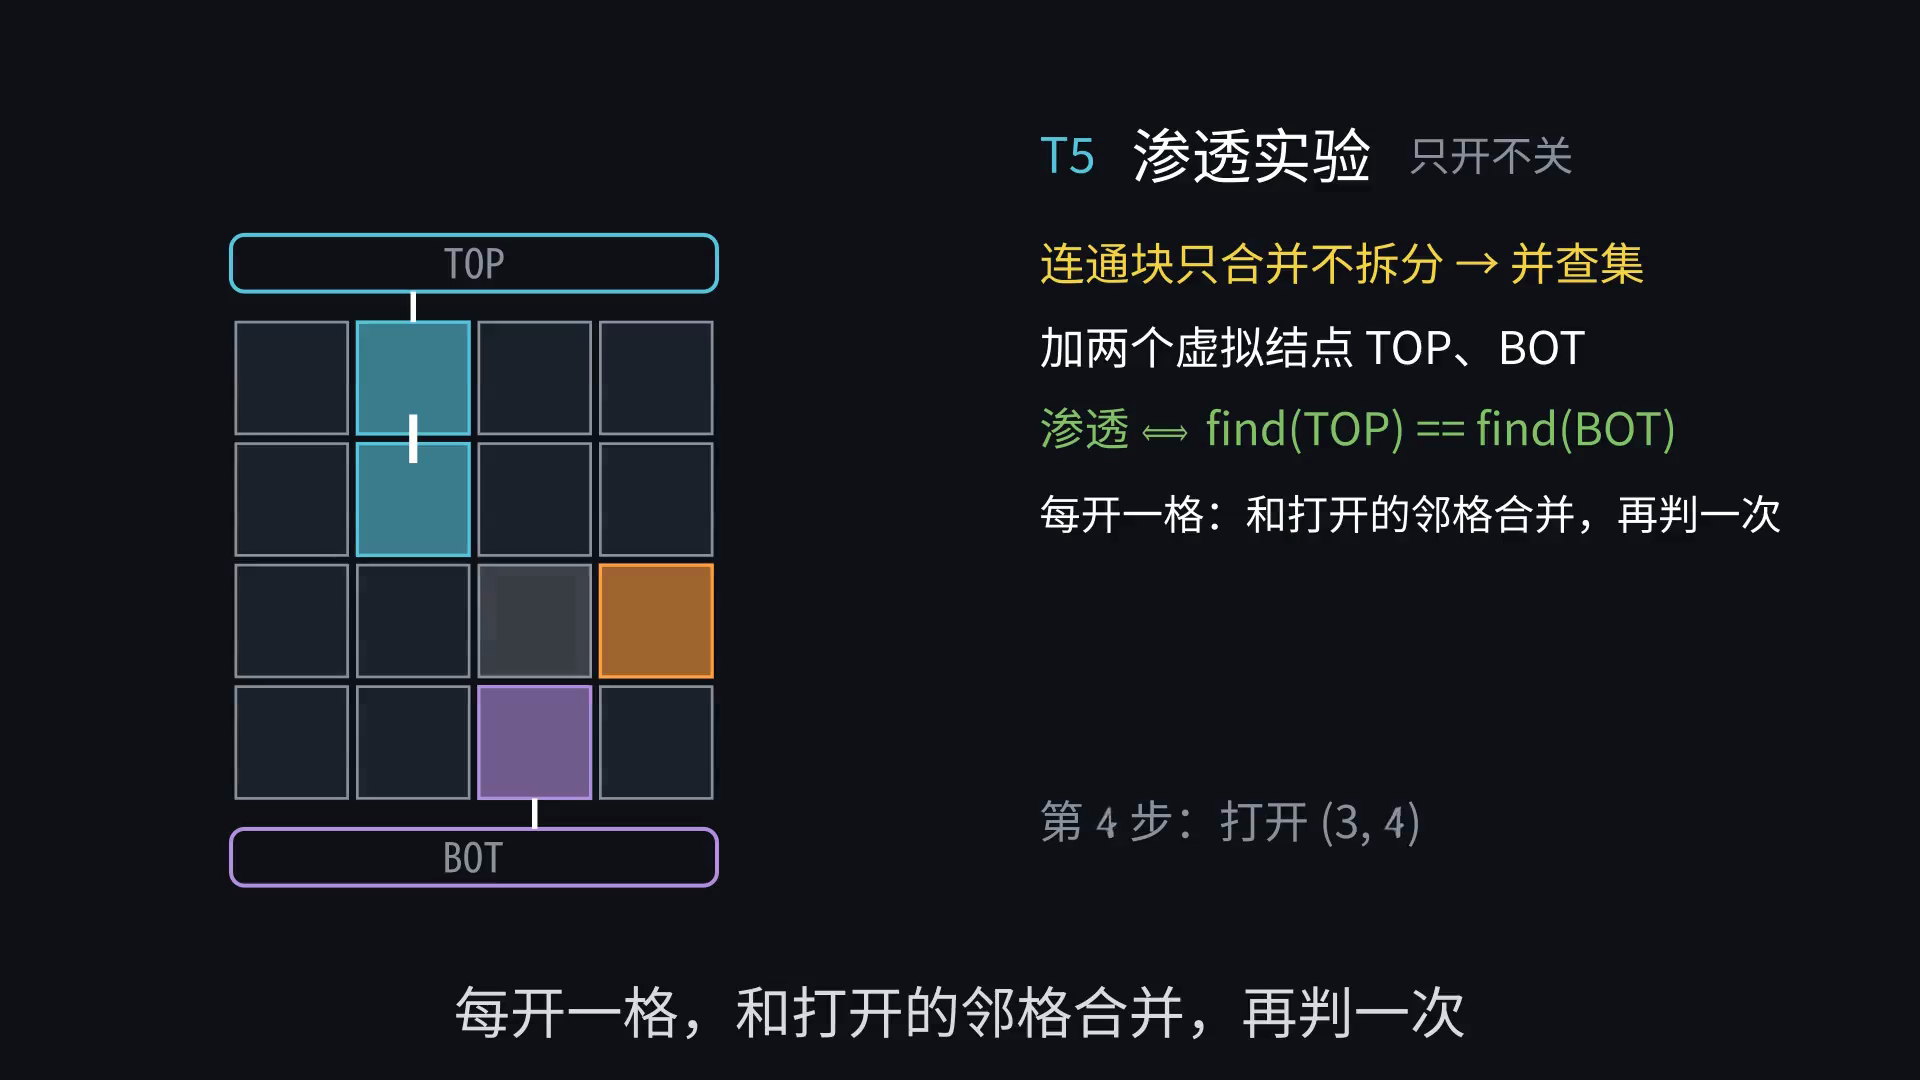 T5 渗透实验 只开不关
连通块只合并不拆分 → 并查集
加两个虚拟结点 TOP、BOT
渗透 ⟺ find(TOP) == find(BOT)
每开一格：和打开的邻格合并，再判一次
TOP
BOT
第 4 步：打开 (3, 4)
每开一格，和打开的邻格合并，再判一次